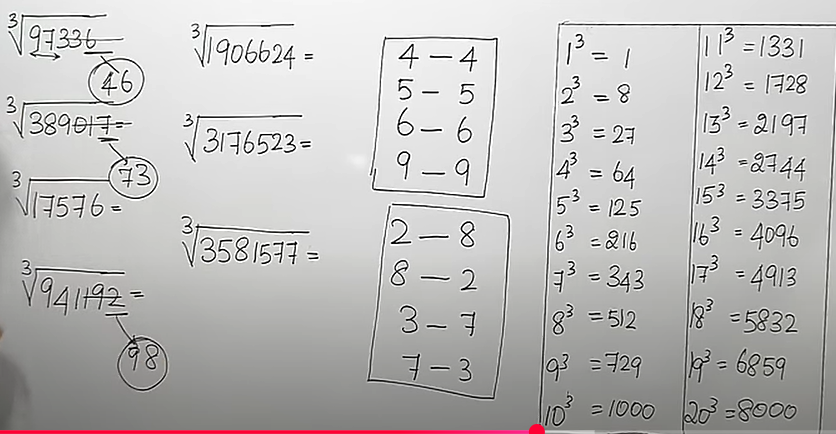 ∛97336
46
∛389017=
73
∛17576=
∛941192=
98
∛1906624=
∛3176523=
∛3581577=
4 – 4
5 – 5
6 – 6
9 – 9
2 – 8
8 – 2
3 – 7
7 – 3
1³ = 1
2³ = 8
3³ = 27
4³ = 64
5³ = 125
6³ = 216
7³ = 343
8³ = 512
9³ = 729
10³ = 1000
11³ = 1331
12³ = 1728
13³ = 2197
14³ = 2744
15³ = 3375
16³ = 4096
17³ = 4913
18³ = 5832
19³ = 6859
20³ = 8000